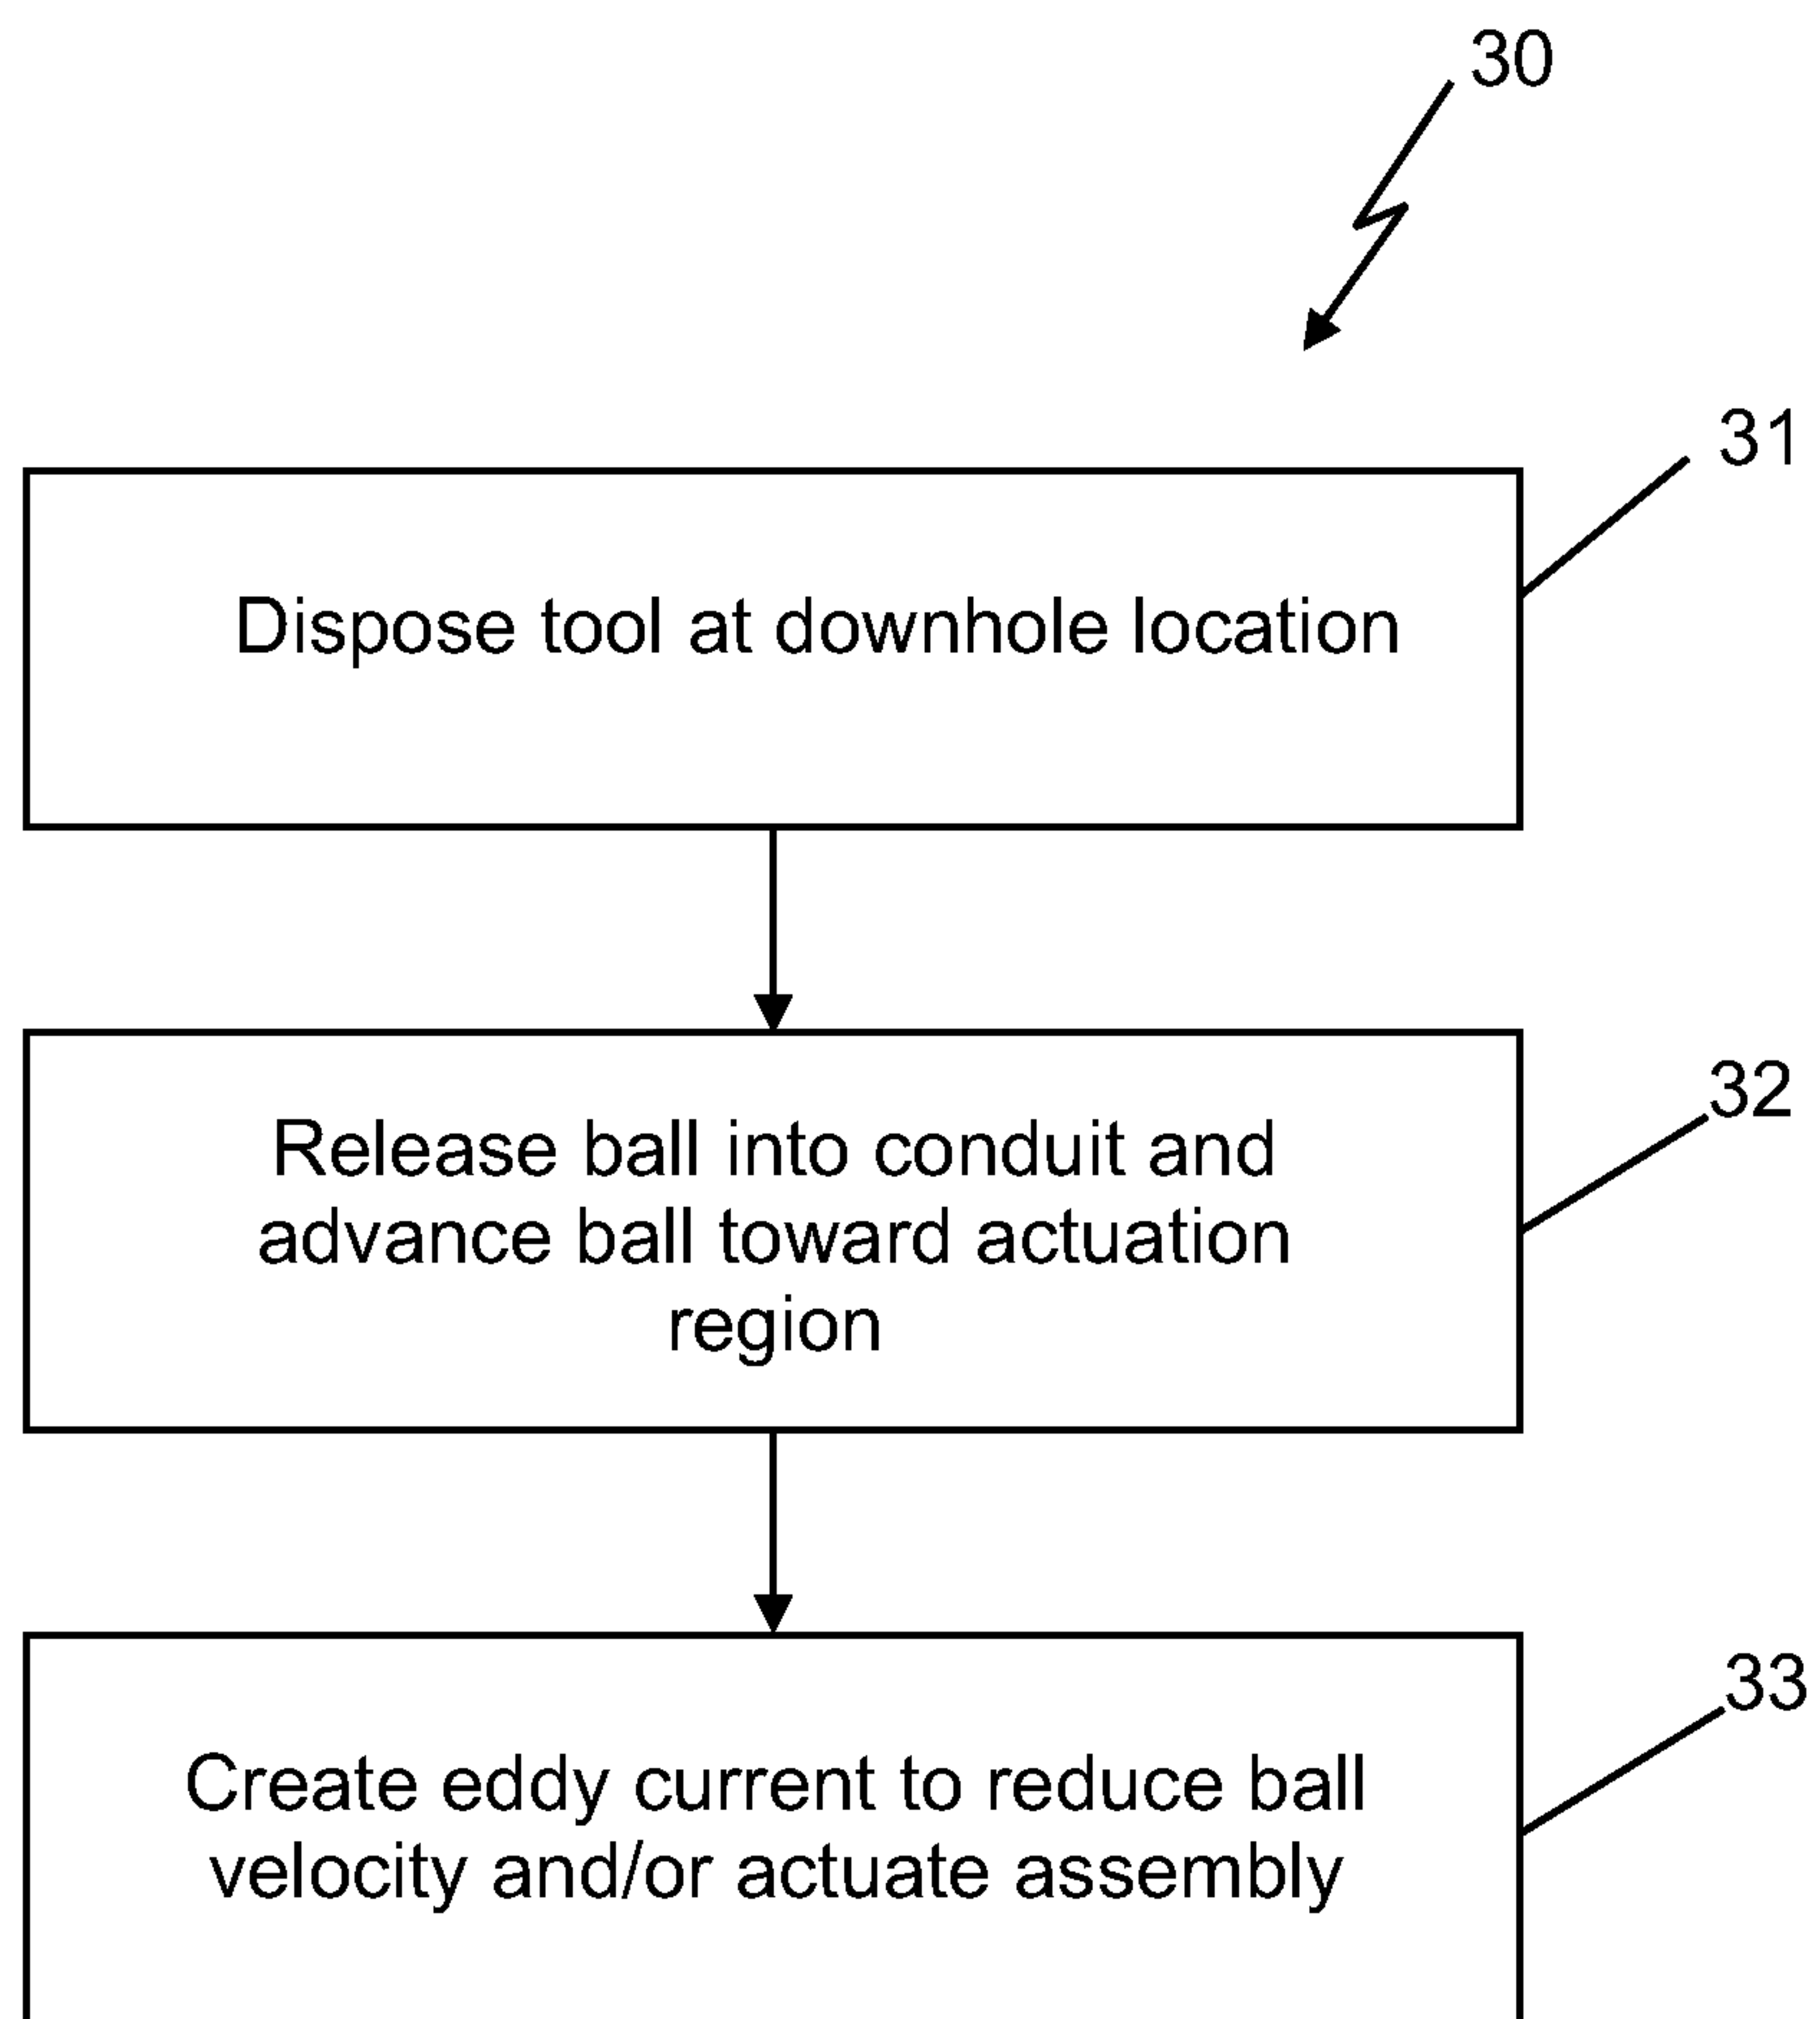 30
31
Dispose tool at downhole location
32
Release ball into conduit and
advance ball toward actuation
region
33
Create eddy current to reduce ball
velocity and/or actuate assembly